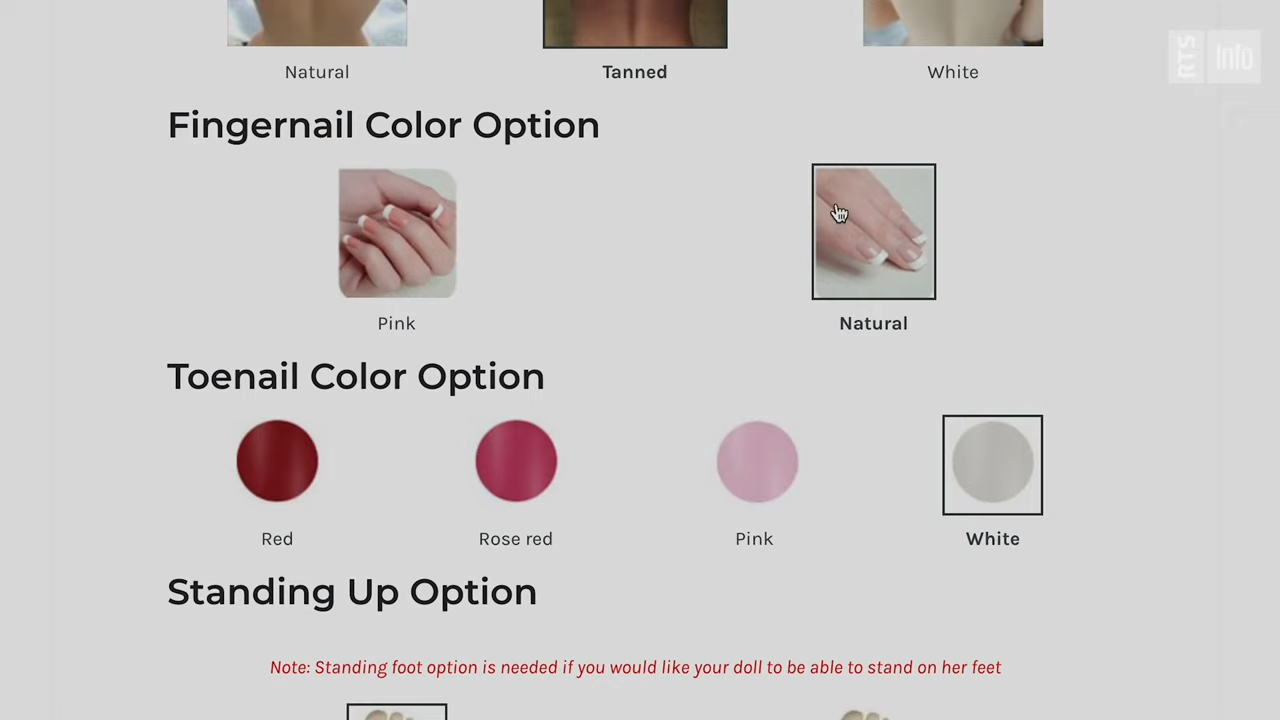 Natural
Tanned
White
RTS Info
Fingernail Color Option
Pink
Natural
Toenail Color Option
Red
Rose red
Pink
White
Standing Up Option
Note: Standing foot option is needed if you would like your doll to be able to stand on her feet